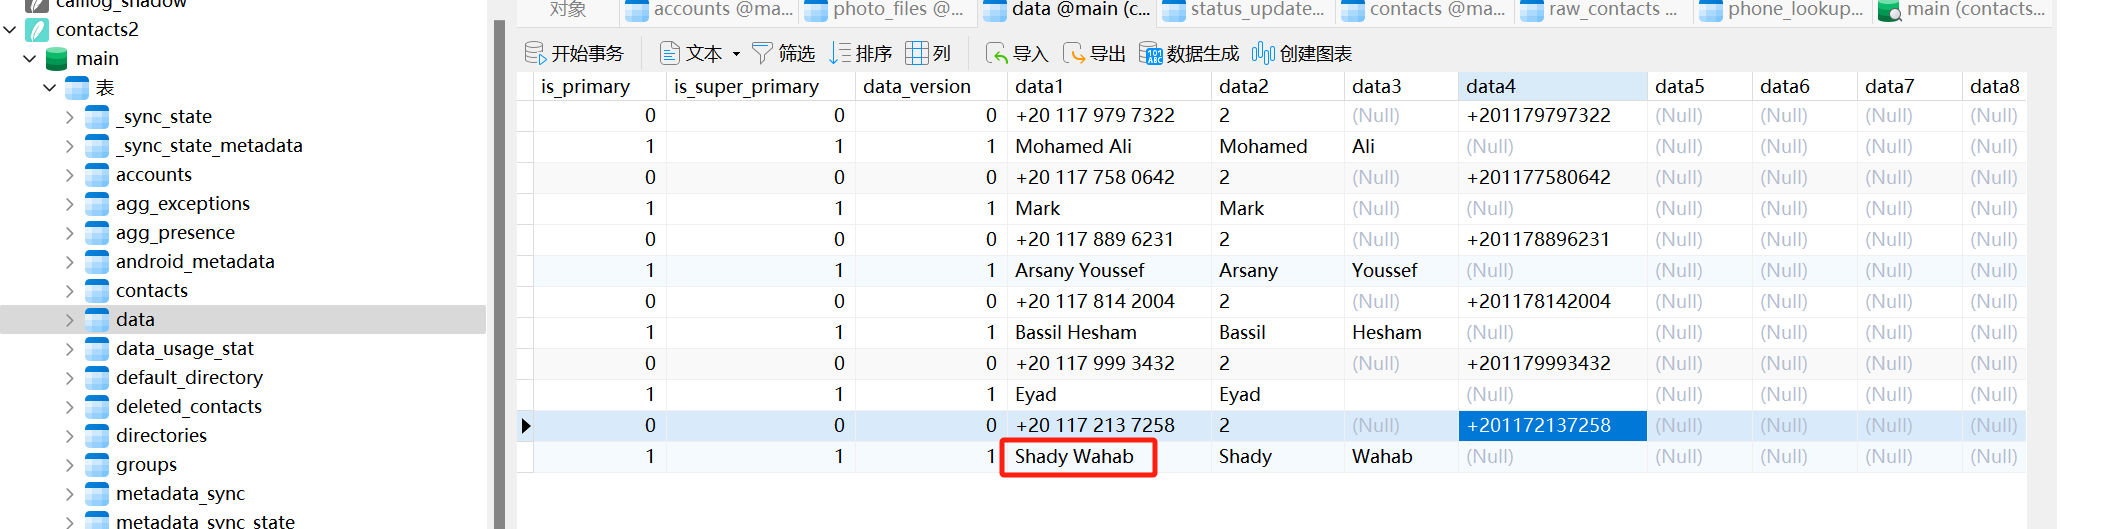 calllog_shadow
contacts2
main
表
_sync_state
_sync_state_metadata
accounts
agg_exceptions
agg_presence
android_metadata
contacts
data
data_usage_stat
default_directory
deleted_contacts
directories
groups
metadata_sync
metadata_sync_state
对象 accounts @ma... photo_files @... data @main (c... status_update... contacts @ma... raw_contacts ... phone_lookup... main (contacts...
开始事务 文本 筛选 排序 列 导入 导出 数据生成 创建图表
is_primary is_super_primary data_version data1 data2 data3 data4 data5 data6 data7 data8
0 0 0 +20 117 979 7322 2 (Null) +201179797322 (Null) (Null) (Null) (Null)
1 1 1 Mohamed Ali Mohamed Ali (Null) (Null) (Null) (Null) (Null)
0 0 0 +20 117 758 0642 2 (Null) +201177580642 (Null) (Null) (Null) (Null)
1 1 1 Mark Mark (Null) (Null) (Null) (Null) (Null) (Null)
0 0 0 +20 117 889 6231 2 (Null) +201178896231 (Null) (Null) (Null) (Null)
1 1 1 Arsany Youssef Arsany Youssef (Null) (Null) (Null) (Null) (Null)
0 0 0 +20 117 814 2004 2 (Null) +201178142004 (Null) (Null) (Null) (Null)
1 1 1 Bassil Hesham Bassil Hesham (Null) (Null) (Null) (Null) (Null)
0 0 0 +20 117 999 3432 2 (Null) +201179993432 (Null) (Null) (Null) (Null)
1 1 1 Eyad Eyad (Null) (Null) (Null) (Null) (Null)
0 0 0 +20 117 213 7258 2 (Null) +201172137258 (Null) (Null) (Null) (Null)
1 1 1 Shady Wahab Shady Wahab (Null) (Null) (Null) (Null) (Null)